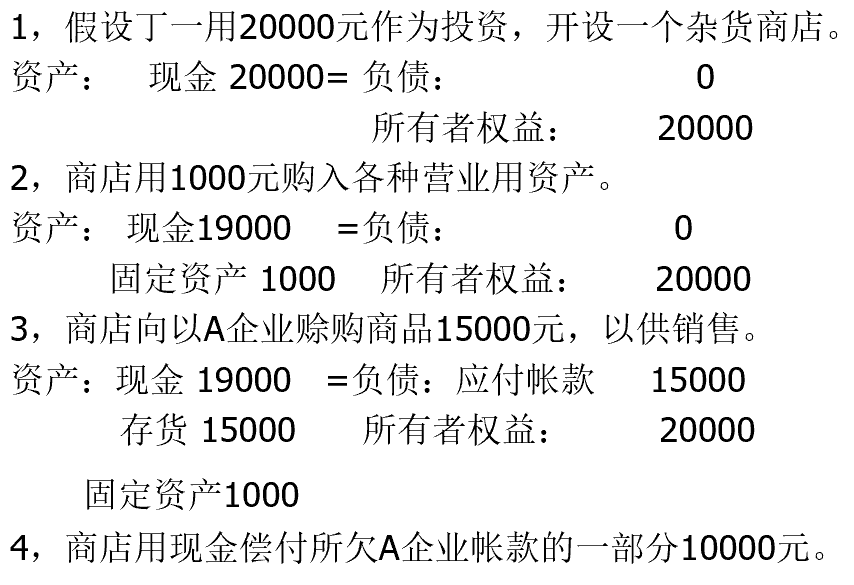 1，假设丁一用20000元作为投资，开设一个杂货商店。
资产： 现金 20000= 负债： 0
所有者权益： 20000
2，商店用1000元购入各种营业用资产。
资产： 现金19000 =负债： 0
固定资产 1000 所有者权益： 20000
3，商店向以A企业赊购商品15000元，以供销售。
资产：现金 19000 =负债：应付帐款 15000
存货 15000 所有者权益： 20000
固定资产1000
4，商店用现金偿付所欠A企业帐款的一部分10000元。